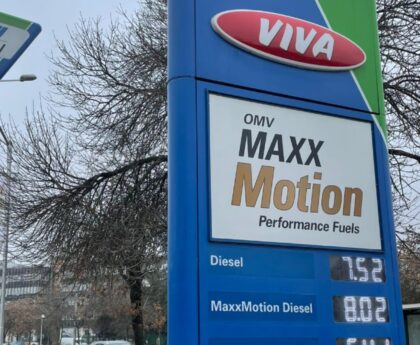 VIVA
OMV
MAXX
Motion
Performance Fuels
Diesel 7.52
MaxxMotion Diesel 8.02